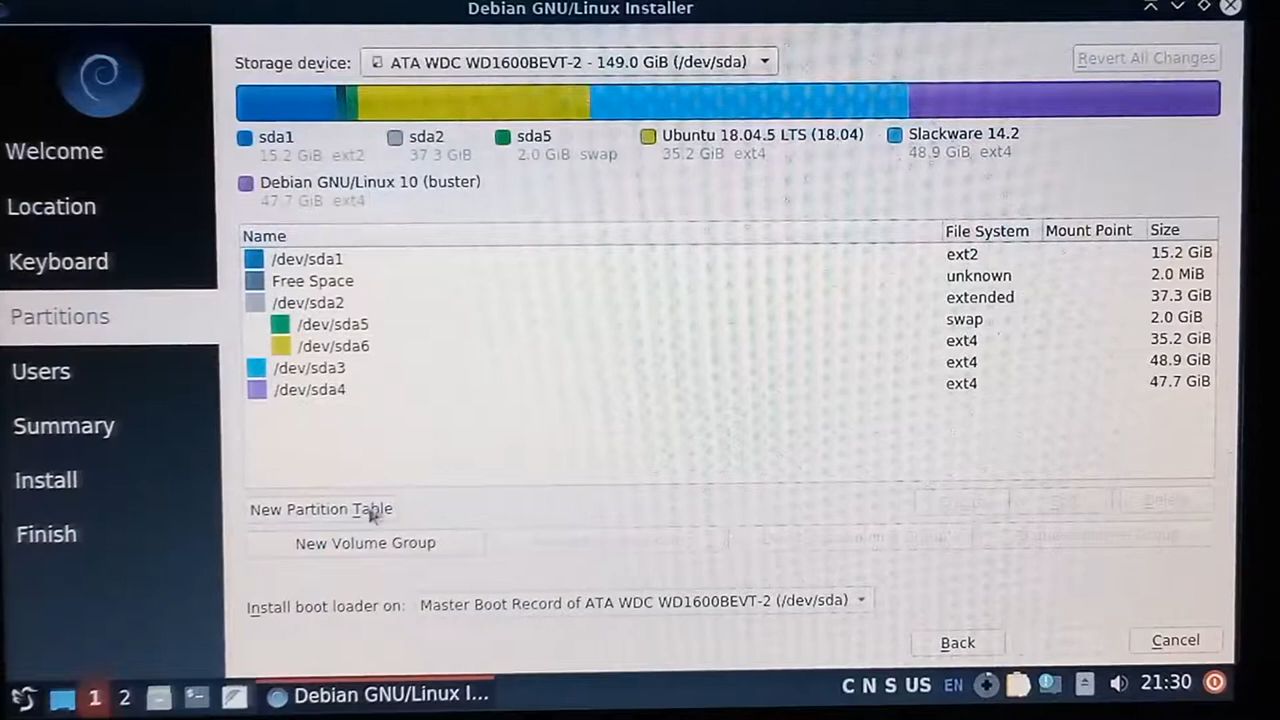 Debian GNU/Linux Installer
Welcome
Location
Keyboard
Partitions
Users
Summary
Install
Finish
Storage device: ATA WDC WD1600BEVT-2 - 149.0 GiB (/dev/sda) Revert All Changes
sda1 sda2 sda5 Ubuntu 18.04.5 LTS (18.04) Slackware 14.2
15.2 GiB ext2 37.3 GiB 2.0 GiB swap 35.2 GiB ext4 48.9 GiB ext4
Debian GNU/Linux 10 (buster)
47.7 GiB ext4
Name File System Mount Point Size
/dev/sda1 ext2 15.2 GiB
Free Space unknown 2.0 MiB
/dev/sda2 extended 37.3 GiB
/dev/sda5 swap 2.0 GiB
/dev/sda6 ext4 35.2 GiB
/dev/sda3 ext4 48.9 GiB
/dev/sda4 ext4 47.7 GiB
New Partition Table Delete
New Volume Group
Install boot loader on: Master Boot Record of ATA WDC WD1600BEVT-2 (/dev/sda)
Back Cancel
1 2 Debian GNU/Linux I... C N S US EN 21:30